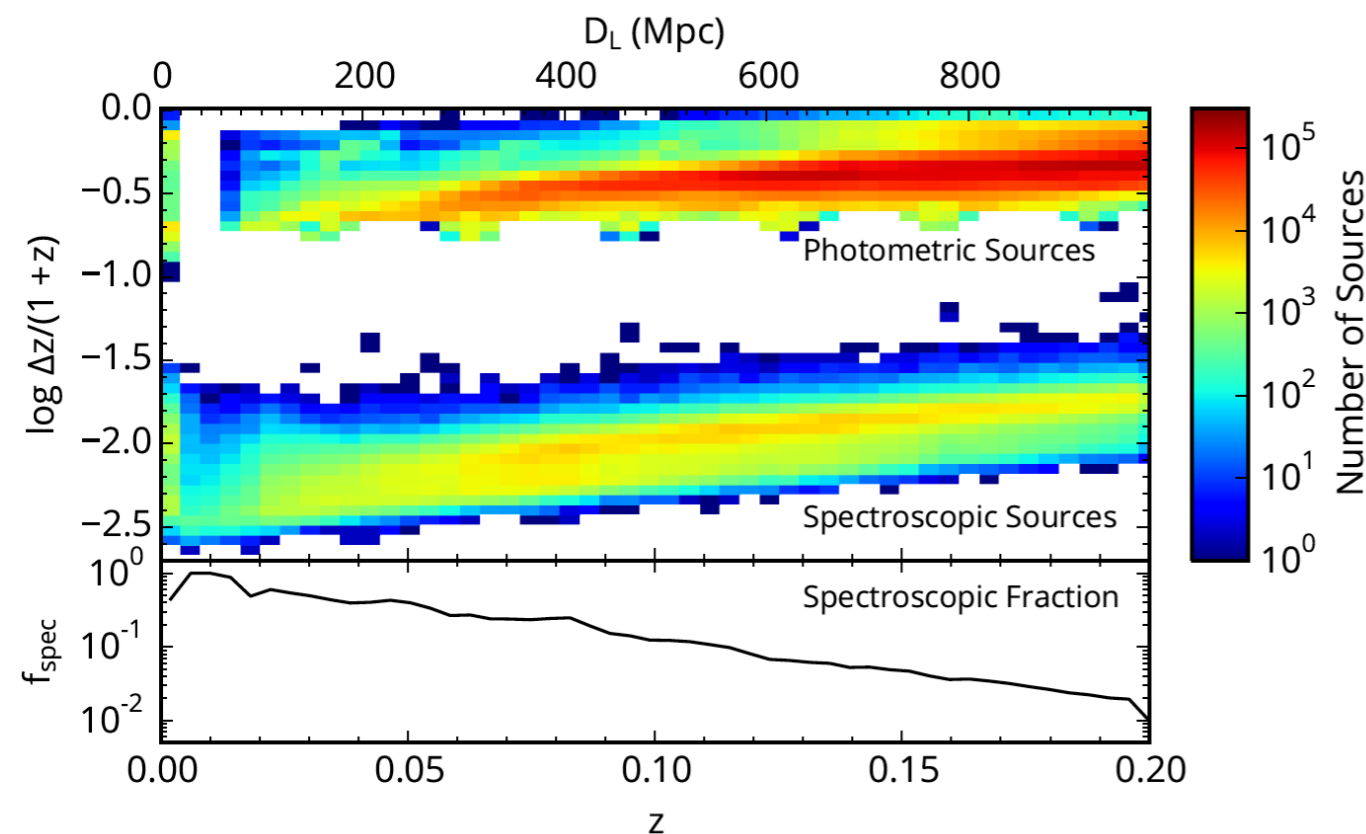 D_L (Mpc)
0 200 400 600 800
0.0
−0.5
−1.0
−1.5
−2.0
−2.5
log Δz/(1 + z)
Photometric Sources
Spectroscopic Sources
10^5
10^4
10^3
10^2
10^1
10^0
Number of Sources
10^0
10^-1
10^-2
f_spec
Spectroscopic Fraction
0.00 0.05 0.10 0.15 0.20
z